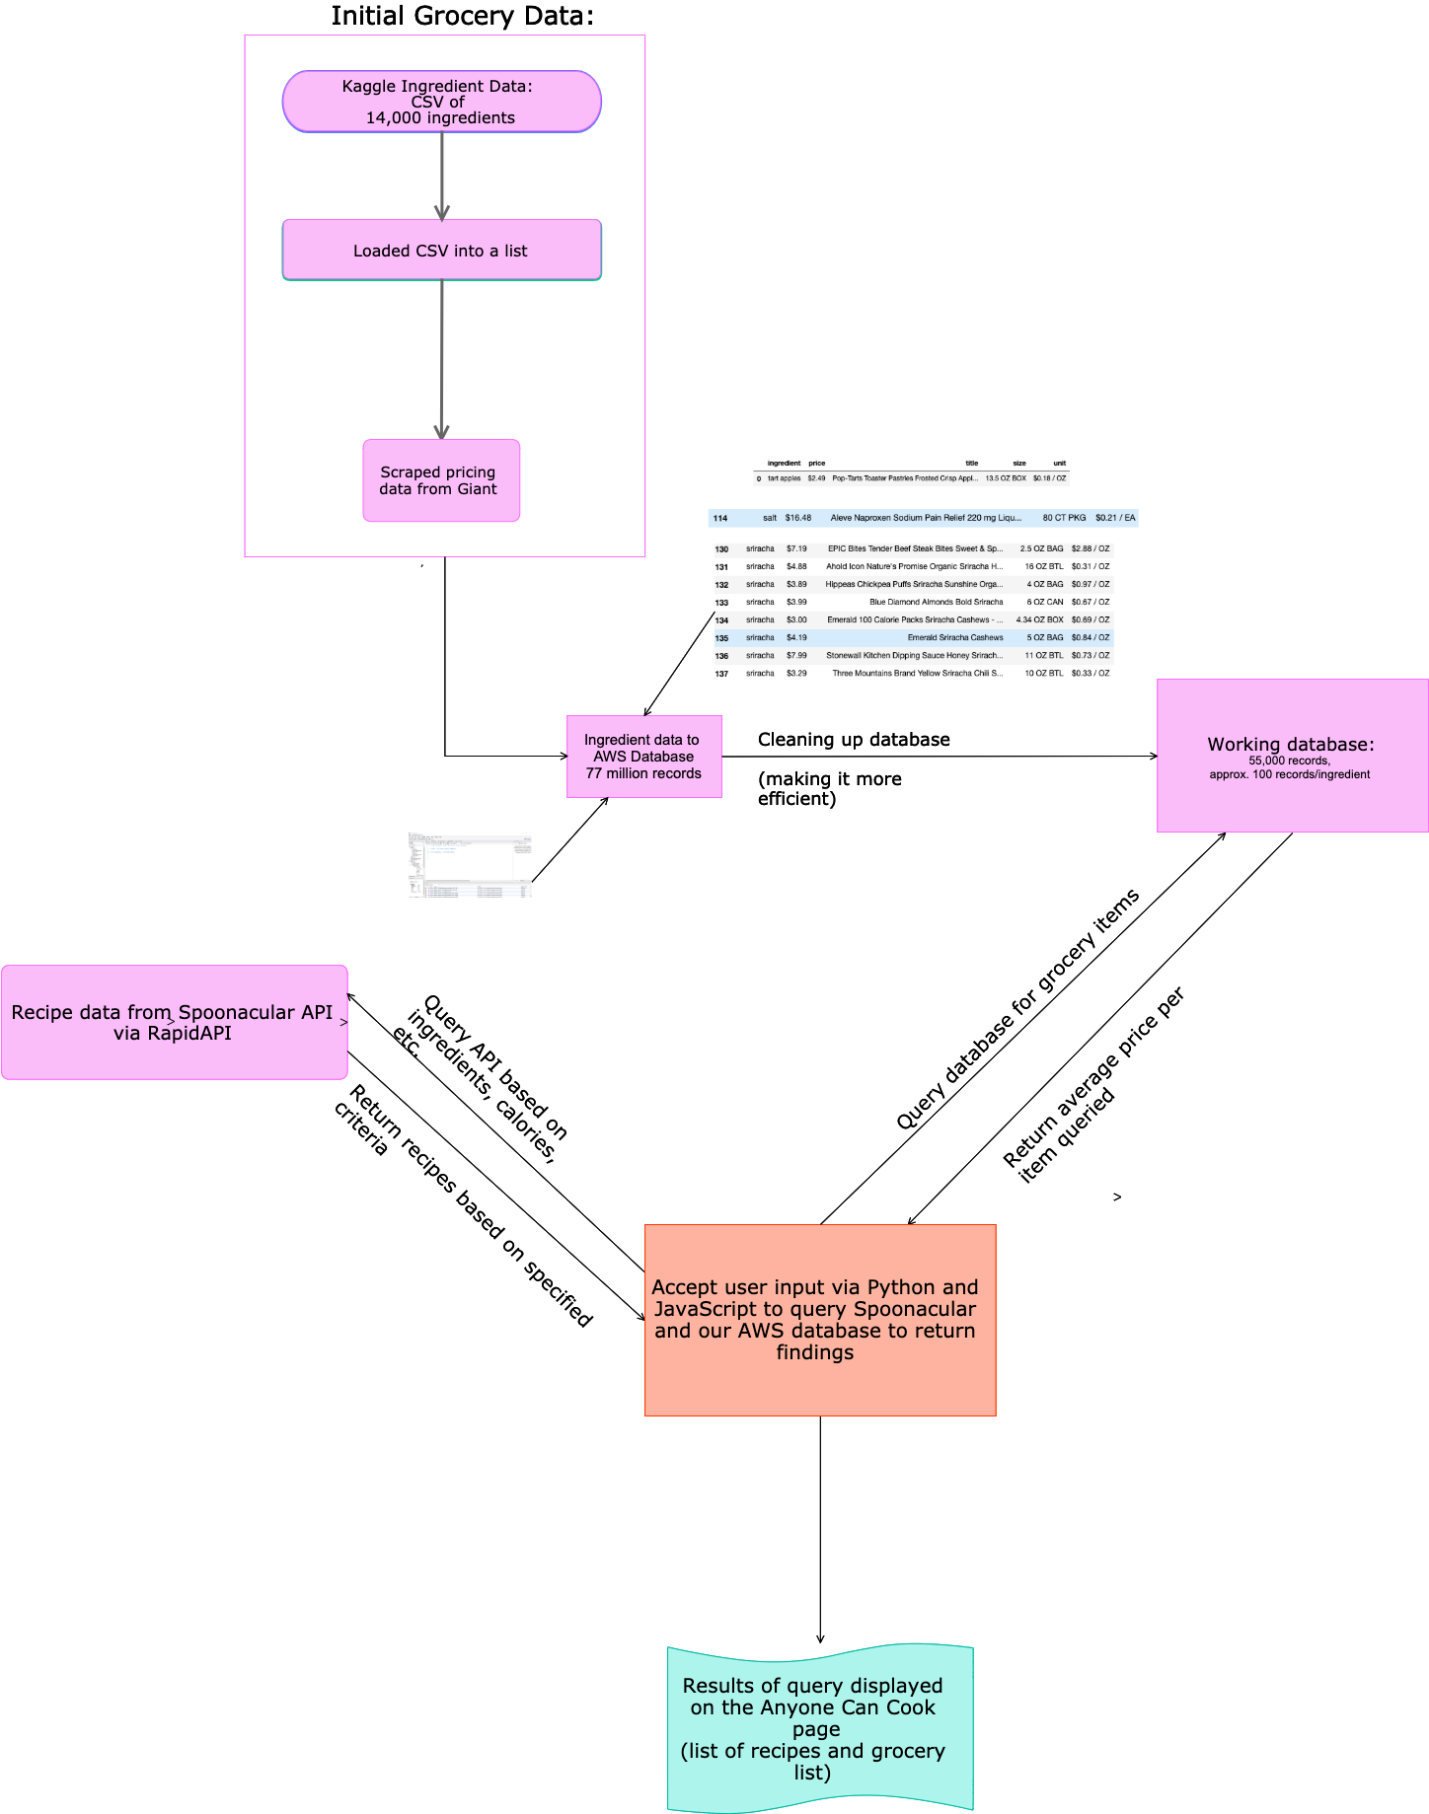 Initial Grocery Data:
Kaggle Ingredient Data:
CSV of
14,000 ingredients
Loaded CSV into a list
Scraped pricing
data from Giant
ingredient price title size unit
0 tart apples $2.49 Pop-Tarts Toaster Pastries Frosted Crisp Appl... 13.5 OZ BOX $0.18 / OZ
114 salt $16.48 Aleve Naproxen Sodium Pain Relief 220 mg Liqu... 80 CT PKG $0.21 / EA
130 sriracha $7.19 EPIC Bites Tender Beef Steak Bites Sweet & Sp... 2.5 OZ BAG $2.88 / OZ
131 sriracha $4.88 Ahold Icon Nature's Promise Organic Sriracha H... 16 OZ BTL $0.31 / OZ
132 sriracha $3.89 Hippeas Chickpea Puffs Sriracha Sunshine Orga... 4 OZ BAG $0.97 / OZ
133 sriracha $3.99 Blue Diamond Almonds Bold Sriracha 6 OZ CAN $0.67 / OZ
134 sriracha $3.00 Emerald 100 Calorie Packs Sriracha Cashews - ... 4.34 OZ BOX $0.69 / OZ
135 sriracha $4.19 Emerald Sriracha Cashews 5 OZ BAG $0.84 / OZ
136 sriracha $7.99 Stonewall Kitchen Dipping Sauce Honey Srirach... 11 OZ BTL $0.73 / OZ
137 sriracha $3.29 Three Mountains Brand Yellow Sriracha Chili S... 10 OZ BTL $0.33 / OZ
Ingredient data to
AWS Database
77 million records
Cleaning up database
(making it more
efficient)
Working database:
55,000 records,
approx. 100 records/ingredient
Recipe data from Spoonacular API
via RapidAPI
>
>
Query API based on
ingredients, calories,
etc.
Return recipes based on specified
criteria
Query database for grocery items
Return average price per
item queried
>
Accept user input via Python and
JavaScript to query Spoonacular
and our AWS database to return
findings
Results of query displayed
on the Anyone Can Cook
page
(list of recipes and grocery
list)